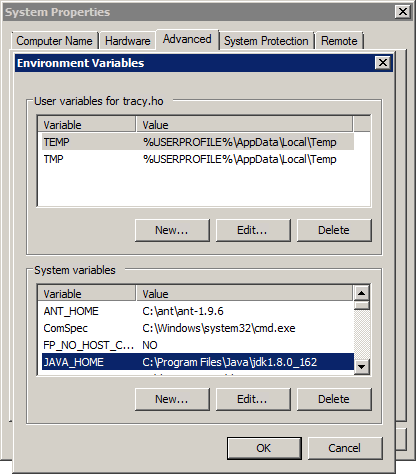 System Properties
Computer Name Hardware Advanced System Protection Remote
Environment Variables
User variables for tracy.ho
Variable Value
TEMP %USERPROFILE%\AppData\Local\Temp
TMP %USERPROFILE%\AppData\Local\Temp
New... Edit... Delete
System variables
Variable Value
ANT_HOME C:\ant\ant-1.9.6
ComSpec C:\Windows\system32\cmd.exe
FP_NO_HOST_C... NO
JAVA_HOME C:\Program Files\Java\jdk1.8.0_162
New... Edit... Delete
OK Cancel